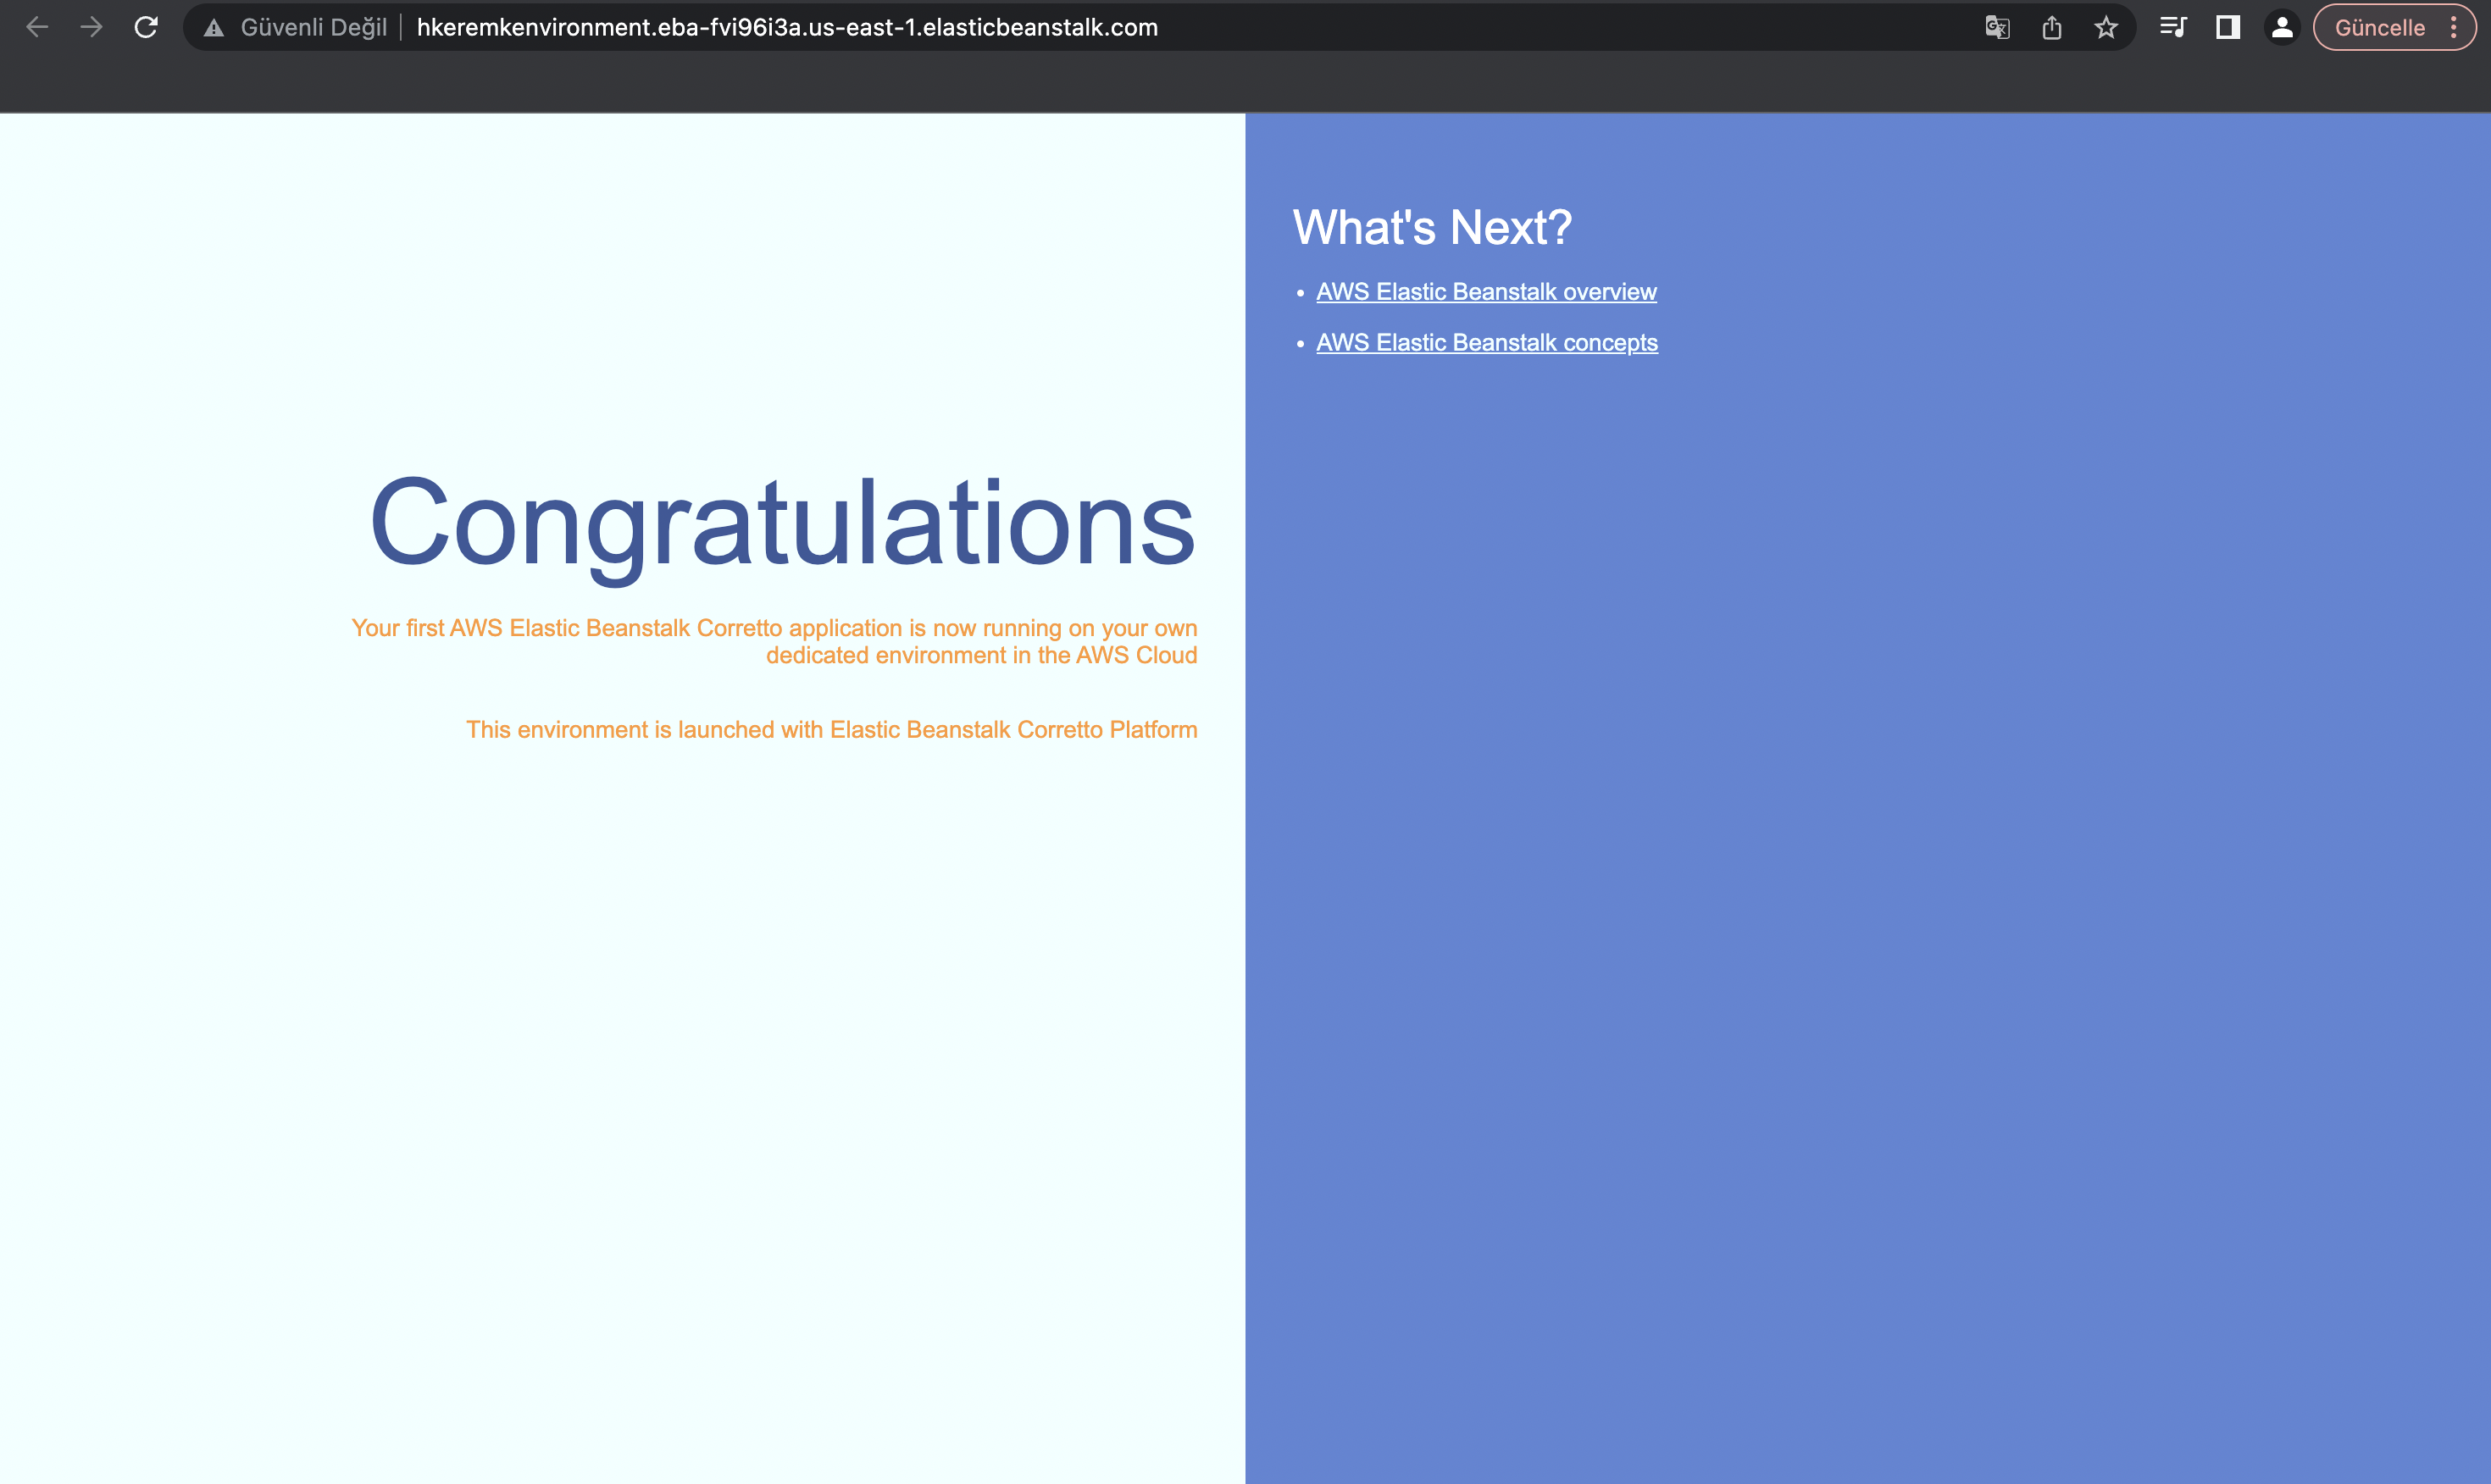 Güvenli Değil
hkeremkenvironment.eba-fvi96i3a.us-east-1.elasticbeanstalk.com
Güncelle
Congratulations
Your first AWS Elastic Beanstalk Corretto application is now running on your own
dedicated environment in the AWS Cloud
This environment is launched with Elastic Beanstalk Corretto Platform
What's Next?
AWS Elastic Beanstalk overview
AWS Elastic Beanstalk concepts